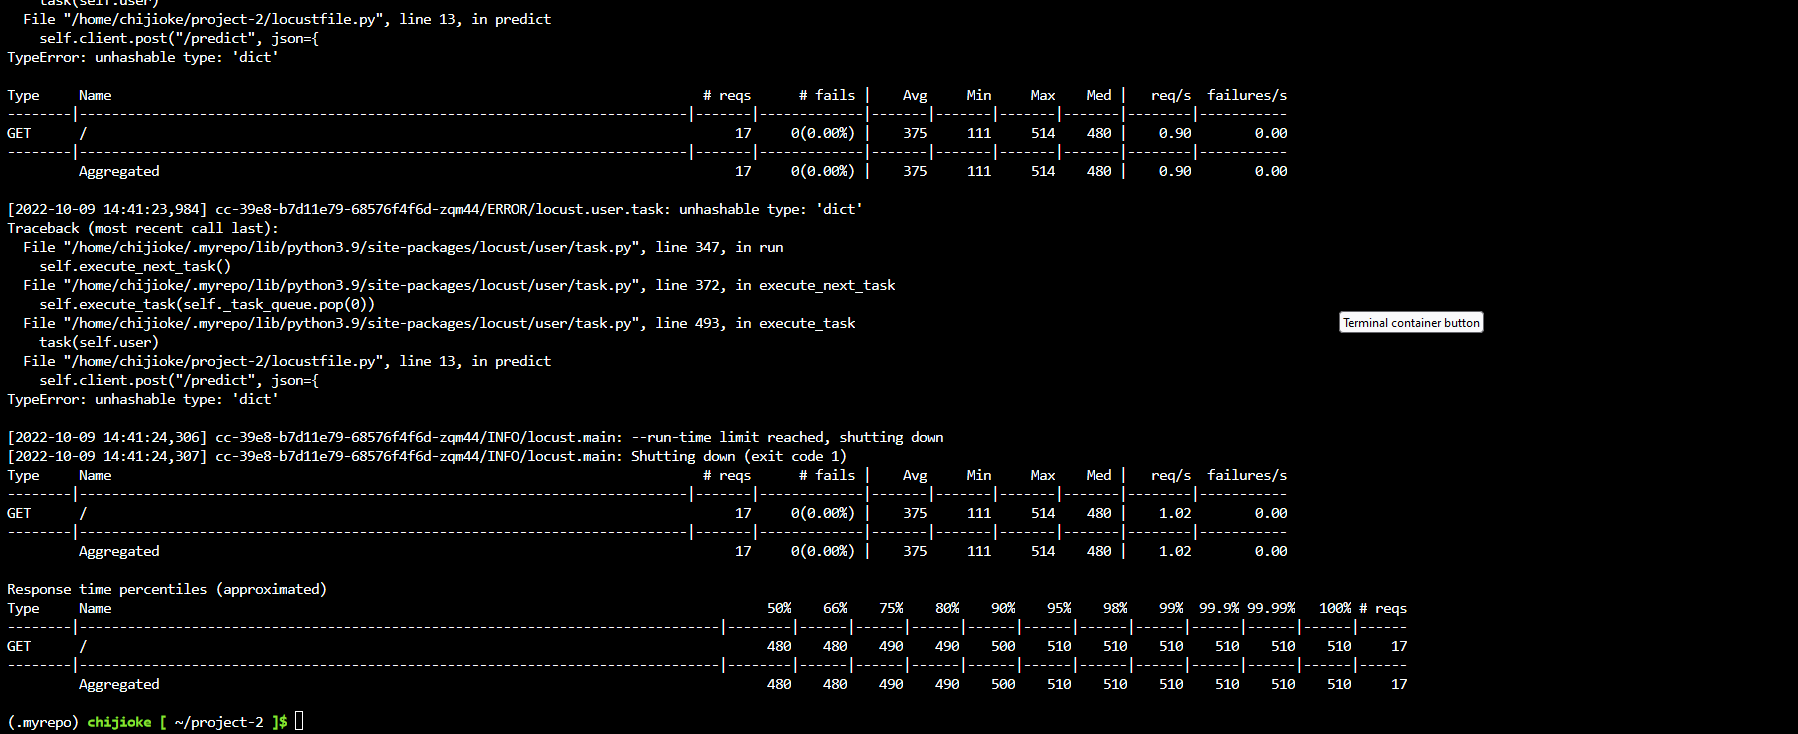 task(self.user)
File "/home/chijioke/project-2/locustfile.py", line 13, in predict
self.client.post("/predict", json={
TypeError: unhashable type: 'dict'
Type Name # reqs # fails | Avg Min Max Med | req/s failures/s
--------|----------------------------------------------------------------------------|-------|-------------|-------|-------|-------|-------|--------|-----------
GET / 17 0(0.00%) | 375 111 514 480 | 0.90 0.00
--------|----------------------------------------------------------------------------|-------|-------------|-------|-------|-------|-------|--------|-----------
Aggregated 17 0(0.00%) | 375 111 514 480 | 0.90 0.00
[2022-10-09 14:41:23,984] cc-39e8-b7d11e79-68576f4f6d-zqm44/ERROR/locust.user.task: unhashable type: 'dict'
Traceback (most recent call last):
File "/home/chijioke/.myrepo/lib/python3.9/site-packages/locust/user/task.py", line 347, in run
self.execute_next_task()
File "/home/chijioke/.myrepo/lib/python3.9/site-packages/locust/user/task.py", line 372, in execute_next_task
self.execute_task(self._task_queue.pop(0))
File "/home/chijioke/.myrepo/lib/python3.9/site-packages/locust/user/task.py", line 493, in execute_task
Terminal container button
task(self.user)
File "/home/chijioke/project-2/locustfile.py", line 13, in predict
self.client.post("/predict", json={
TypeError: unhashable type: 'dict'
[2022-10-09 14:41:24,306] cc-39e8-b7d11e79-68576f4f6d-zqm44/INFO/locust.main: --run-time limit reached, shutting down
[2022-10-09 14:41:24,307] cc-39e8-b7d11e79-68576f4f6d-zqm44/INFO/locust.main: Shutting down (exit code 1)
Type Name # reqs # fails | Avg Min Max Med | req/s failures/s
--------|----------------------------------------------------------------------------|-------|-------------|-------|-------|-------|-------|--------|-----------
GET / 17 0(0.00%) | 375 111 514 480 | 1.02 0.00
--------|----------------------------------------------------------------------------|-------|-------------|-------|-------|-------|-------|--------|-----------
Aggregated 17 0(0.00%) | 375 111 514 480 | 1.02 0.00
Response time percentiles (approximated)
Type Name 50% 66% 75% 80% 90% 95% 98% 99% 99.9% 99.99% 100% # reqs
--------|--------------------------------------------------------------------------------|--------|------|------|------|------|------|------|------|------|------|------|------
GET / 480 480 490 490 500 510 510 510 510 510 510 17
--------|--------------------------------------------------------------------------------|--------|------|------|------|------|------|------|------|------|------|------|------
Aggregated 480 480 490 490 500 510 510 510 510 510 510 17
(.myrepo) chijioke [ ~/project-2 ]$